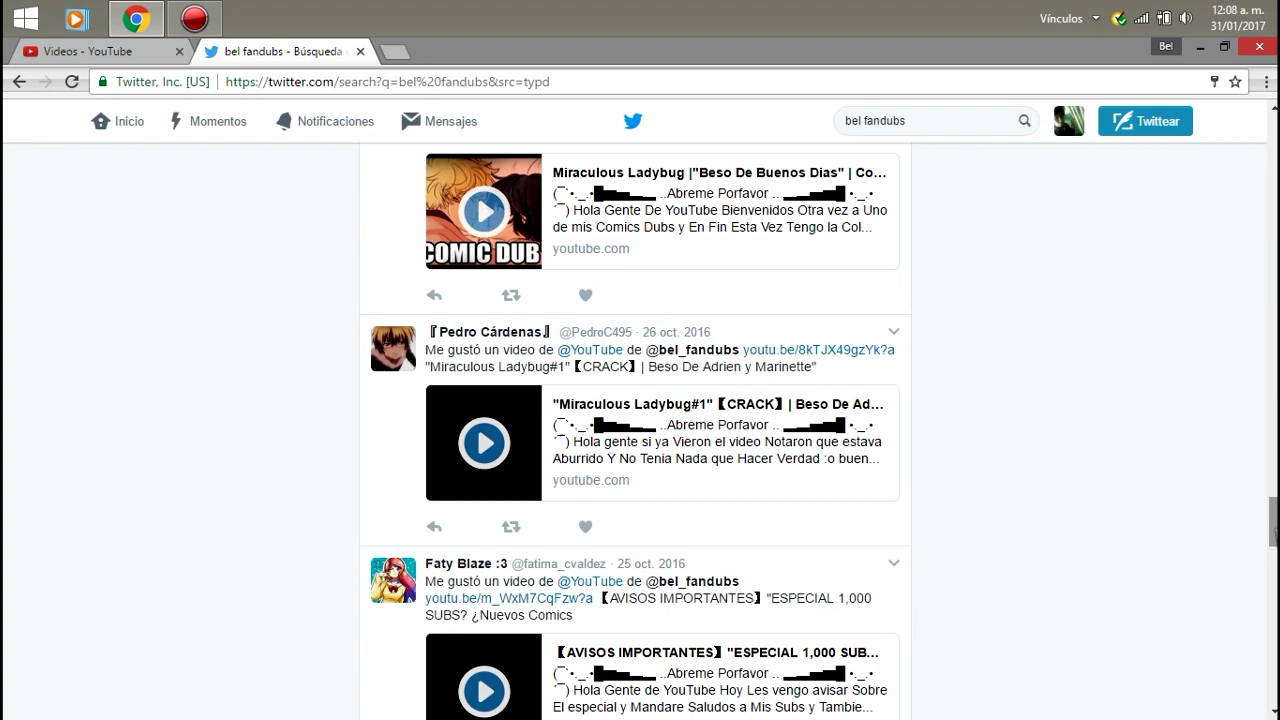 Vínculos
12:08 a. m.
31/01/2017
Videos - YouTube
bel fandubs - Búsqueda
Bel
Twitter, Inc. [US]
https://twitter.com/search?q=bel%20fandubs&src=typd
Inicio
Momentos
Notificaciones
Mensajes
bel fandubs
Twittear
COMIC DUB
Miraculous Ladybug |"Beso De Buenos Dias" | Co...
(¯`•._.•█▅▄▃▂ ..Abreme Porfavor .. ▂▃▄▅█ •._.•
´¯) Hola Gente De YouTube Bienvenidos Otra vez a Uno
de mis Comics Dubs y En Fin Esta Vez Tengo la Col...
youtube.com
『Pedro Cárdenas』 @PedroC495 · 26 oct. 2016
Me gustó un video de @YouTube de @bel_fandubs youtu.be/8kTJX49gzYk?a
"Miraculous Ladybug#1"【CRACK】| Beso De Adrien y Marinette"
"Miraculous Ladybug#1"【CRACK】| Beso De Ad...
(¯`•._.•█▅▄▃▂ ..Abreme Porfavor .. ▂▃▄▅█ •._.•
´¯) Hola gente si ya Vieron el video Notaron que estava
Aburrido Y No Tenia Nada que Hacer Verdad :o buen...
youtube.com
Faty Blaze :3 @fatima_cvaldez · 25 oct. 2016
Me gustó un video de @YouTube de @bel_fandubs
youtu.be/m_WxM7CqFzw?a 【AVISOS IMPORTANTES】"ESPECIAL 1,000
SUBS? ¿Nuevos Comics
【AVISOS IMPORTANTES】"ESPECIAL 1,000 SUB...
(¯`•._.•█▅▄▃▂ ..Abreme Porfavor .. ▂▃▄▅█ •._.•
´¯) Hola Gente de YouTube Hoy Les vengo avisar Sobre
El especial y Mandare Saludos a Mis Subs y Tambie...